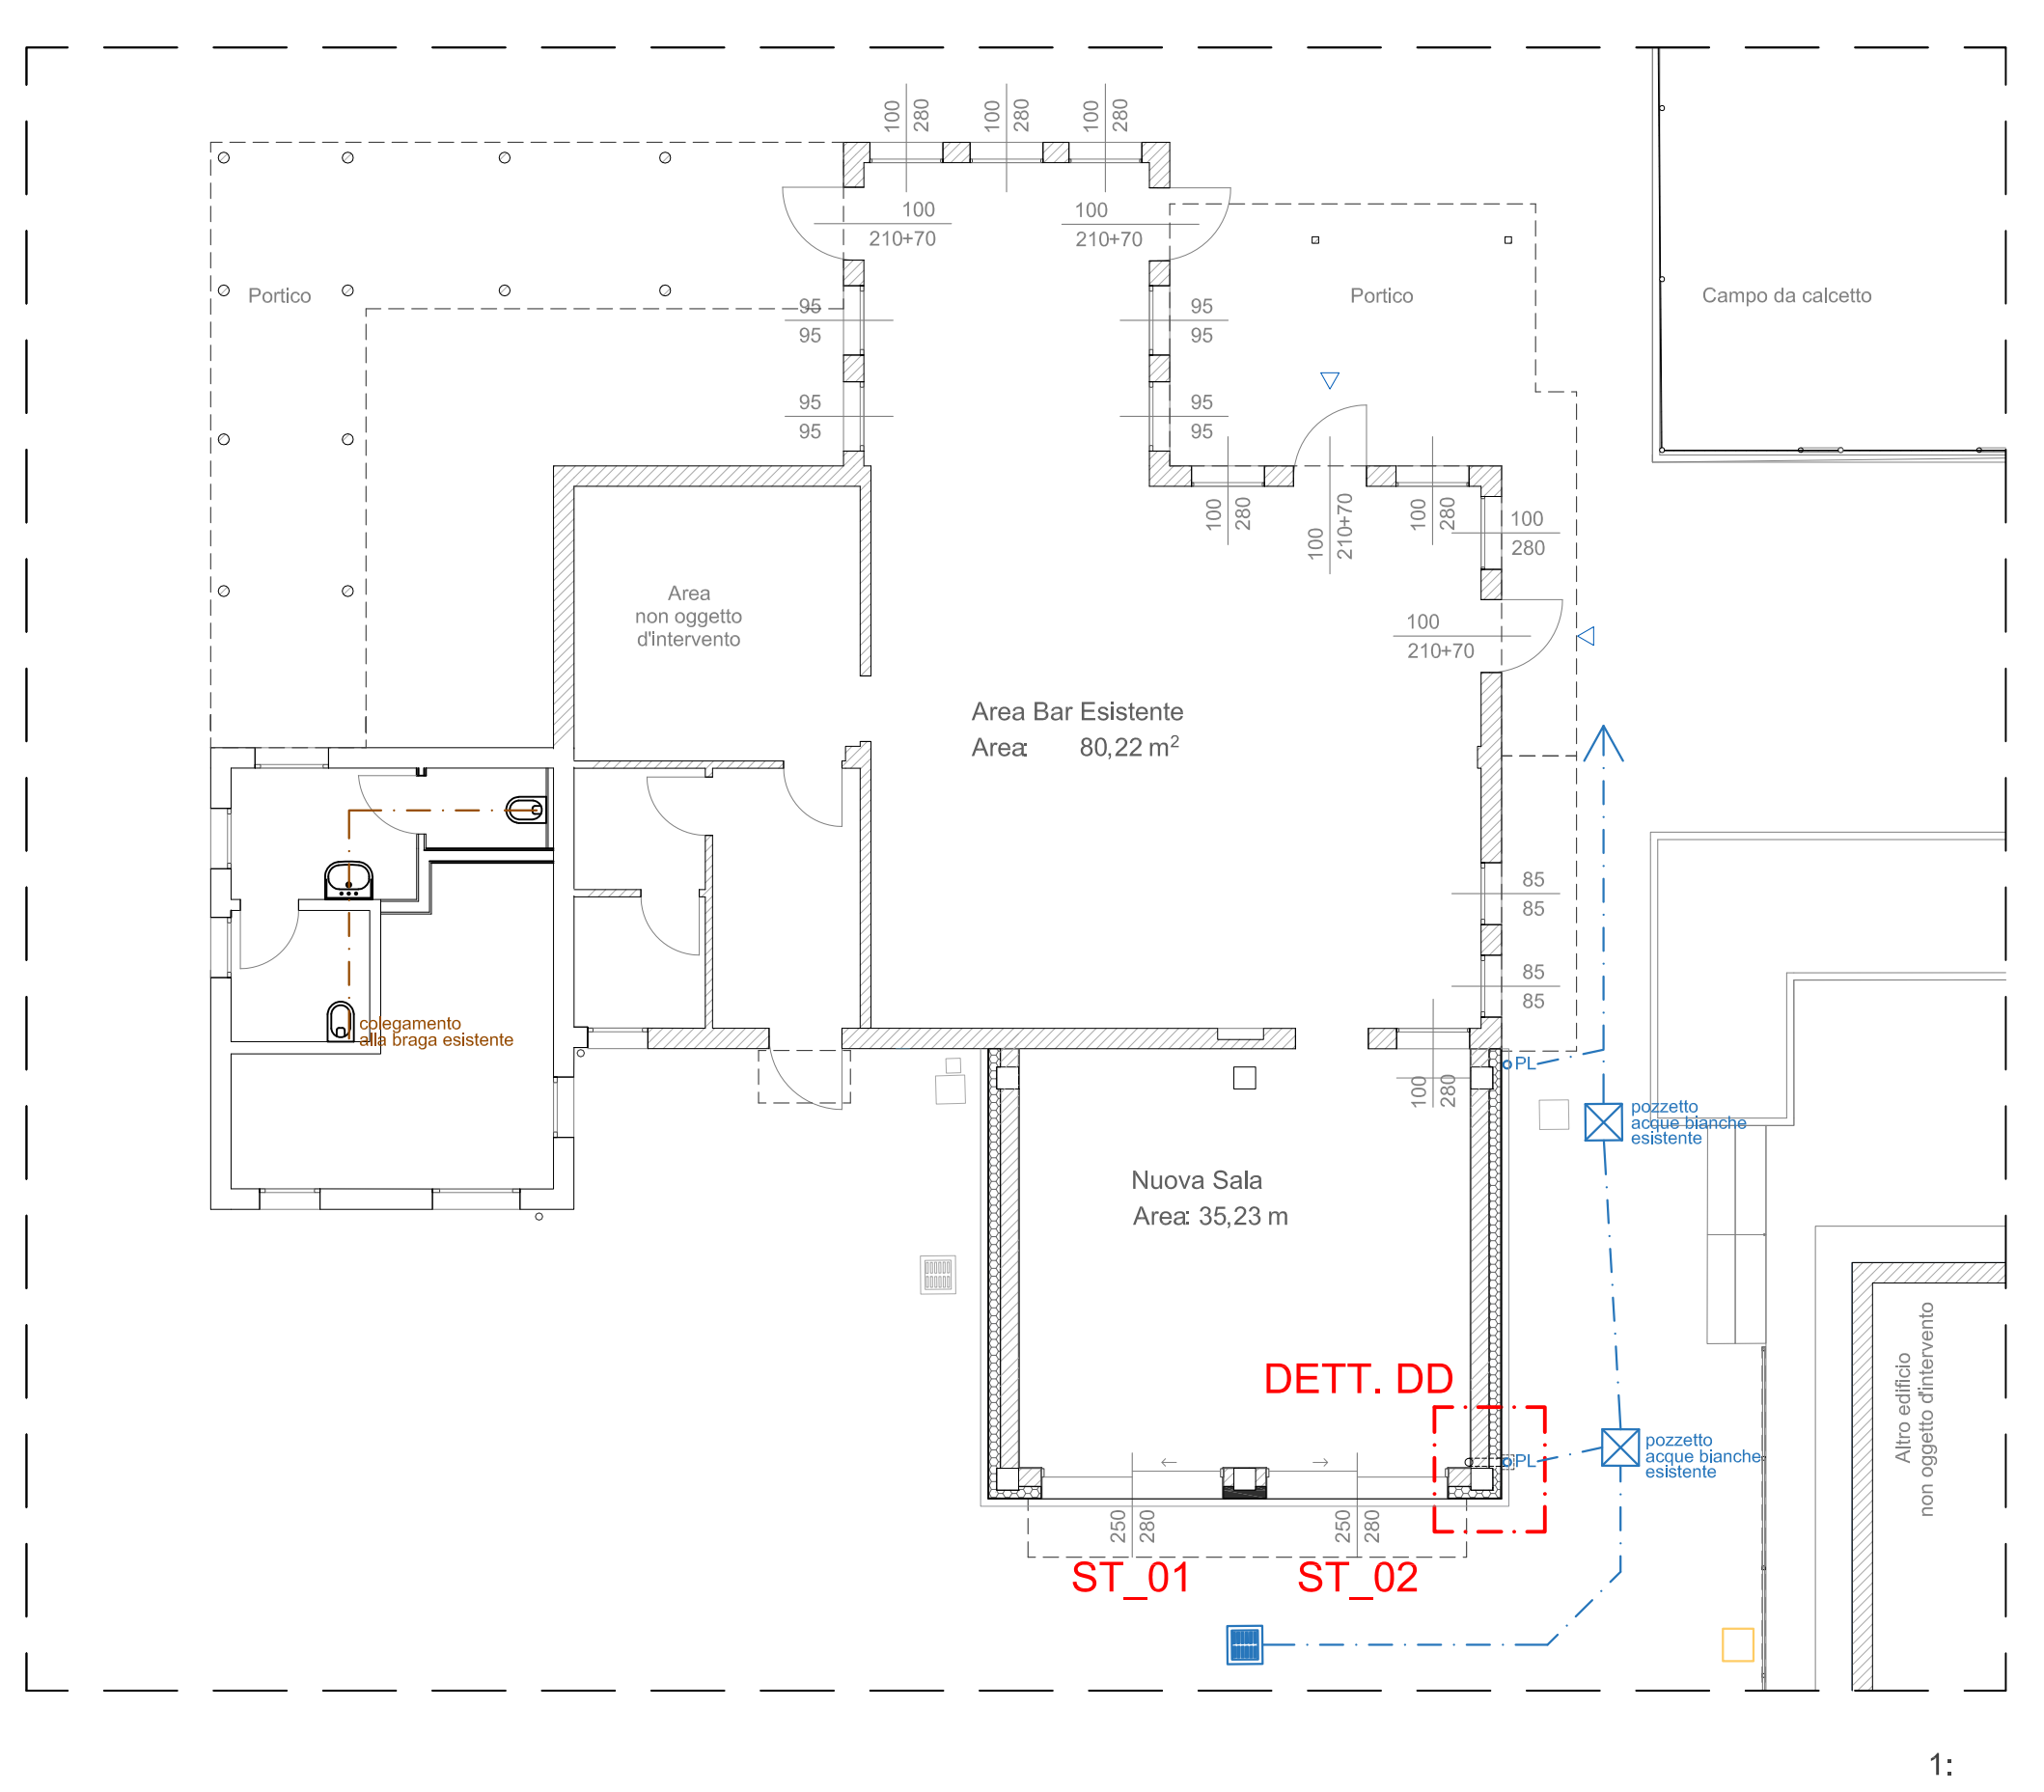 100
280
100
280
100
280
100
210+70
100
210+70
Portico
95
95
95
95
Portico
Campo da calcetto
95
95
95
95
100
280
100
210+70
100
280
100
280
Area
non oggetto
d'intervento
100
210+70
Area Bar Esistente
Area: 80,22 m²
85
85
85
85
colegamento
alla braga esistente
PL
100
280
pozzetto
acque bianche
esistente
Nuova Sala
Area: 35,23 m
DETT. DD
Altro edificio
non oggetto d'intervento
PL
pozzetto
acque bianche
esistente
250
280
250
280
ST_01
ST_02
1: